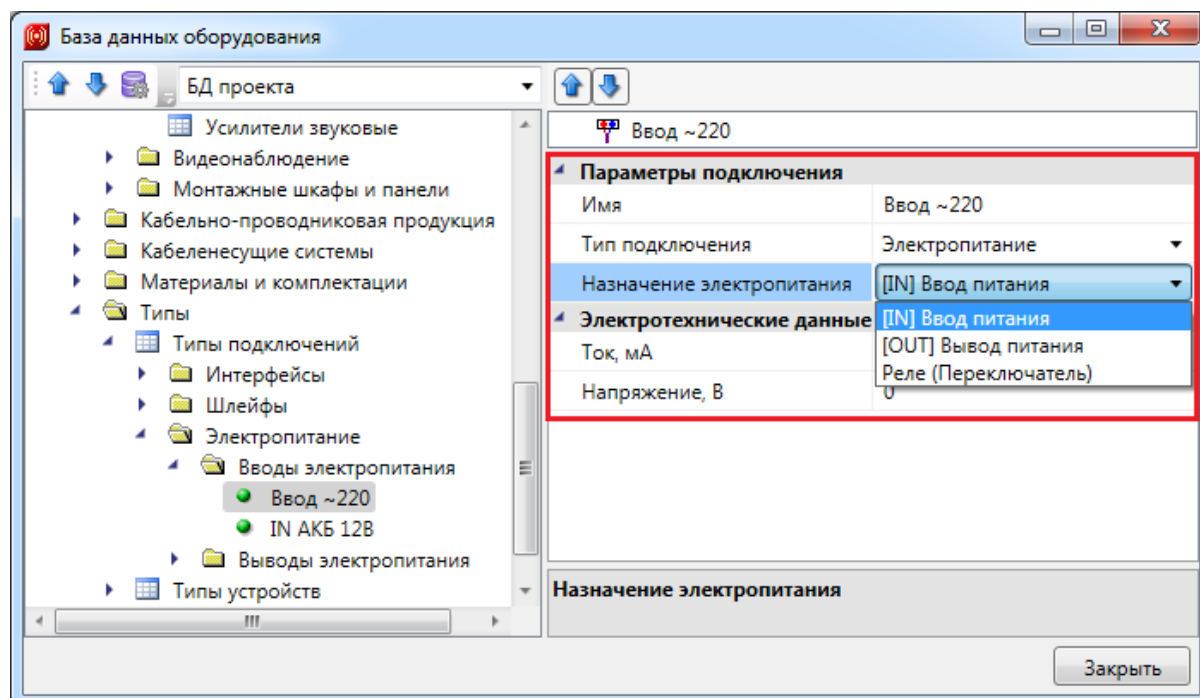 База данных оборудования
БД проекта
Усилители звуковые
Видеонаблюдение
Монтажные шкафы и панели
Кабельно-проводниковая продукция
Кабеленесущие системы
Материалы и комплектации
Типы
Типы подключений
Интерфейсы
Шлейфы
Электропитание
Вводы электропитания
Ввод ~220
IN АКБ 12В
Выводы электропитания
Типы устройств
Ввод ~220
Параметры подключения
Имя Ввод ~220
Тип подключения Электропитание
Назначение электропитания [IN] Ввод питания
Электротехнические данные [IN] Ввод питания
[OUT] Вывод питания
Ток, мА
Реле (Переключатель)
Напряжение, В 0
Назначение электропитания
Закрыть